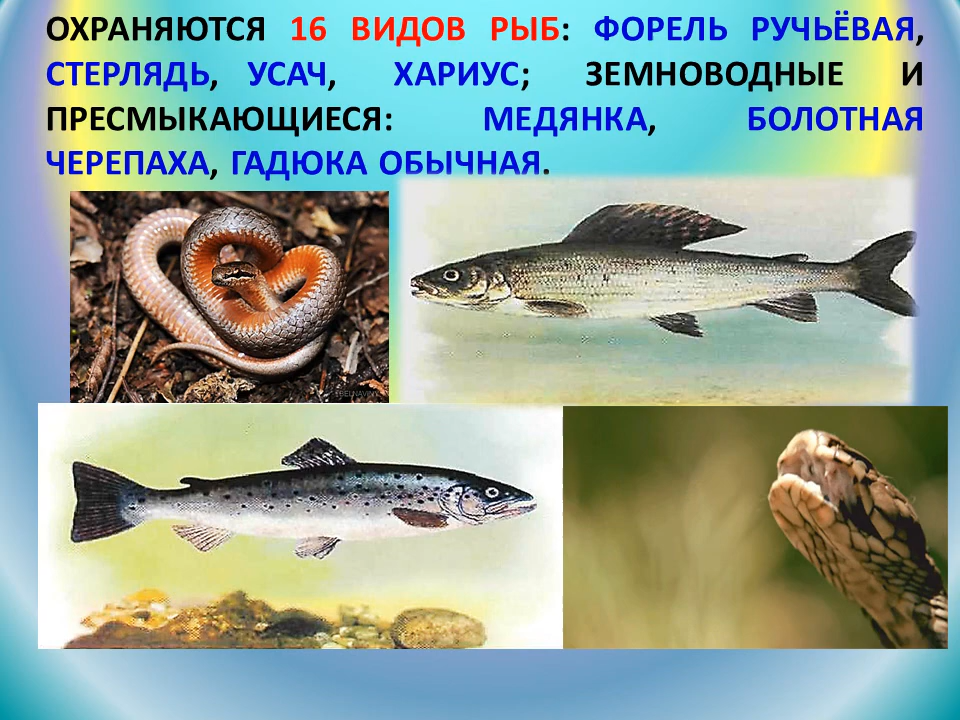 ОХРАНЯЮТСЯ 16 ВИДОВ РЫБ: ФОРЕЛЬ РУЧЬЁВАЯ,
СТЕРЛЯДЬ, УСАЧ, ХАРИУС; ЗЕМНОВОДНЫЕ И
ПРЕСМЫКАЮЩИЕСЯ: МЕДЯНКА, БОЛОТНАЯ
ЧЕРЕПАХА, ГАДЮКА ОБЫЧНАЯ.